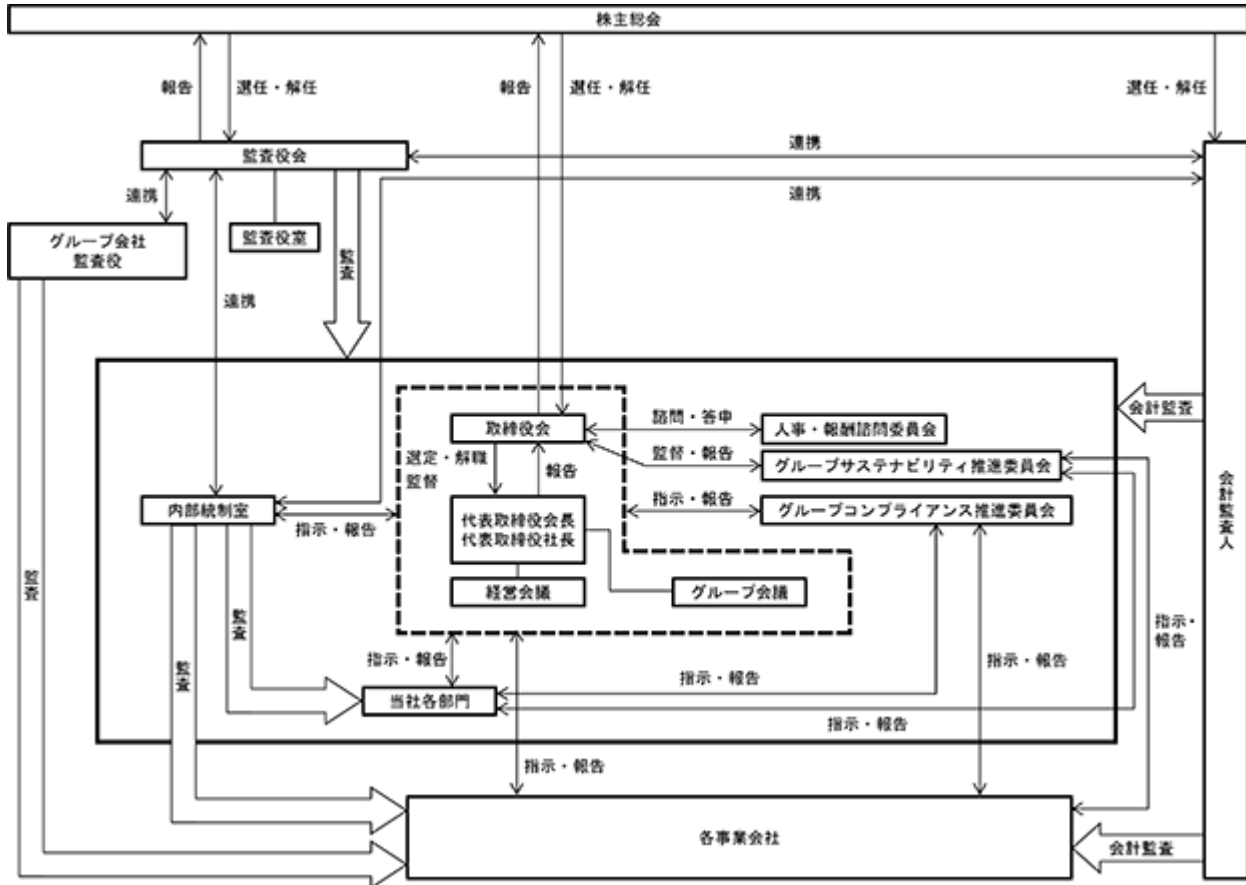 株主総会
報告
選任・解任
報告
選任・解任
選任・解任
監査役会
連携
連携
連携
グループ会社
監査役
監査役室
監査
連携
会計監査
取締役会
諮問・答申
人事・報酬諮問委員会
監督・報告
グループサステナビリティ推進委員会
選定・解職
監督
報告
内部統制室
指示・報告
代表取締役会長
代表取締役社長
指示・報告
グループコンプライアンス推進委員会
会計監査人
経営会議
グループ会議
監査
監査
監査
指示・報告
当社各部門
指示・報告
指示・報告
指示・
報告
指示・報告
指示・報告
各事業会社
会計監査